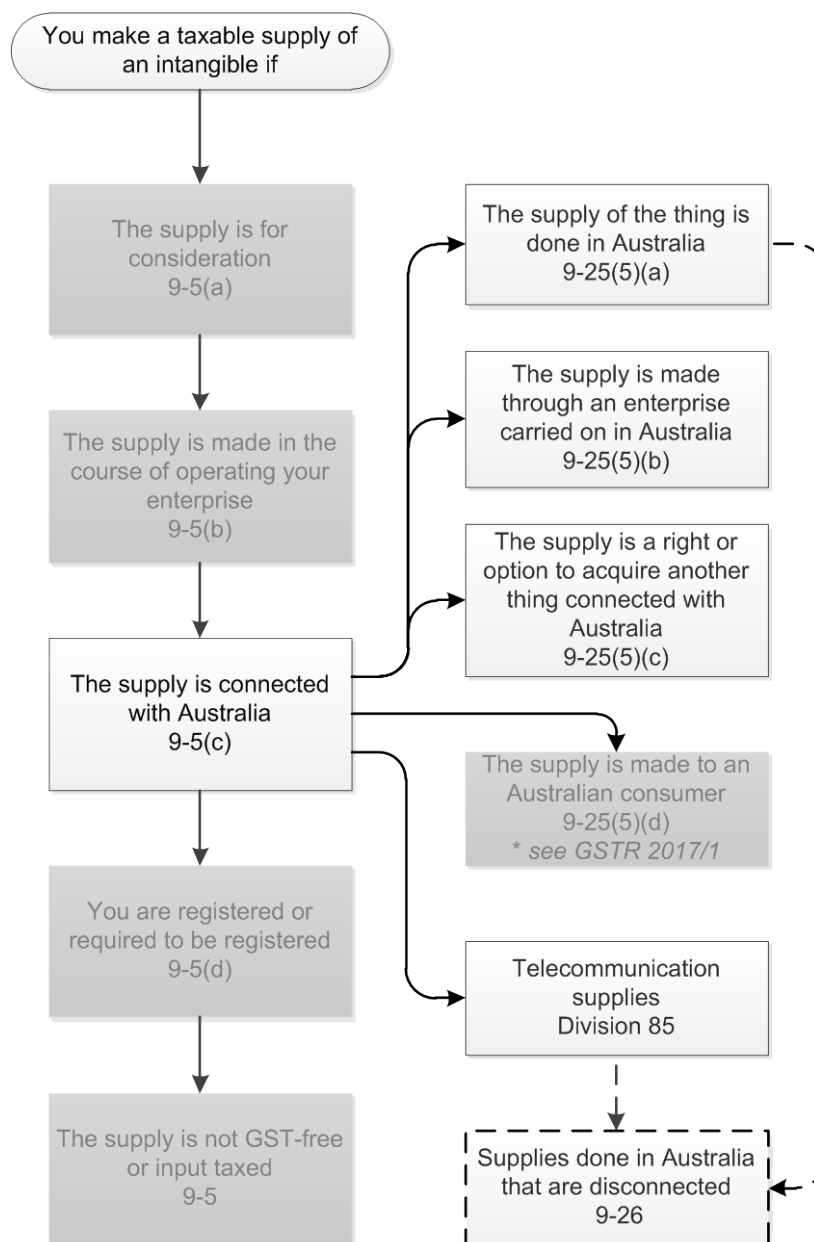 You make a taxable supply of
an intangible if
The supply is for
consideration
9-5(a)
The supply is made in the
course of operating your
enterprise
9-5(b)
The supply is connected
with Australia
9-5(c)
You are registered or
required to be registered
9-5(d)
The supply is not GST-free
or input taxed
9-5
The supply of the thing is
done in Australia
9-25(5)(a)
The supply is made
through an enterprise
carried on in Australia
9-25(5)(b)
The supply is a right or
option to acquire another
thing connected with
Australia
9-25(5)(c)
The supply is made to an
Australian consumer
9-25(5)(d)
* see GSTR 2017/1
Telecommunication
supplies
Division 85
Supplies done in Australia
that are disconnected
9-26